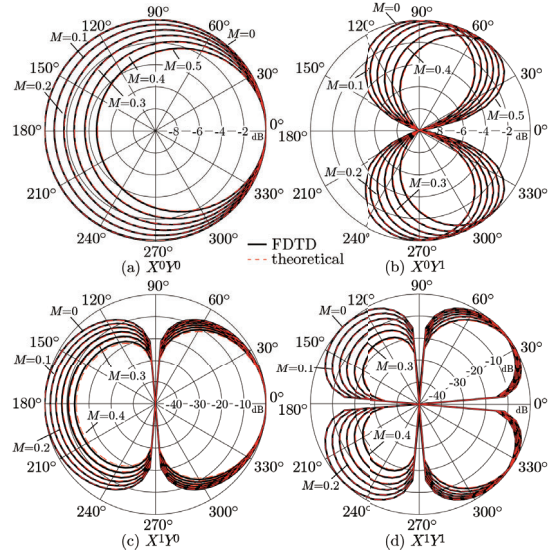 90°
120°
60°
M=0.1
M=0
150°
M=0.5
30°
M=0.2
M=0.4
M=0.3
180°
-8
-6
-4
-2
0°
dB
210°
330°
240°
300°
270°
(a) X⁰Y⁰
M=0
90°
120°
60°
150°
30°
M=0.4
M=0.1
M=0.5
180°
-8
-6
-4
-2
0°
dB
M=0.2
M=0.3
210°
330°
240°
300°
270°
(b) X⁰Y¹
FDTD
theoretical
90°
M=0
120°
60°
150°
30°
M=0.1
M=0.3
180°
-40
-30
-20
-10
0°
dB
M=0.4
210°
330°
M=0.2
240°
300°
270°
(c) X¹Y⁰
90°
M=0
120°
60°
150°
30°
M=0.3
-10
dB
-20
M=0.1
-30
-40
180°
0°
dB
M=0.4
210°
330°
M=0.2
240°
300°
270°
(d) X¹Y¹